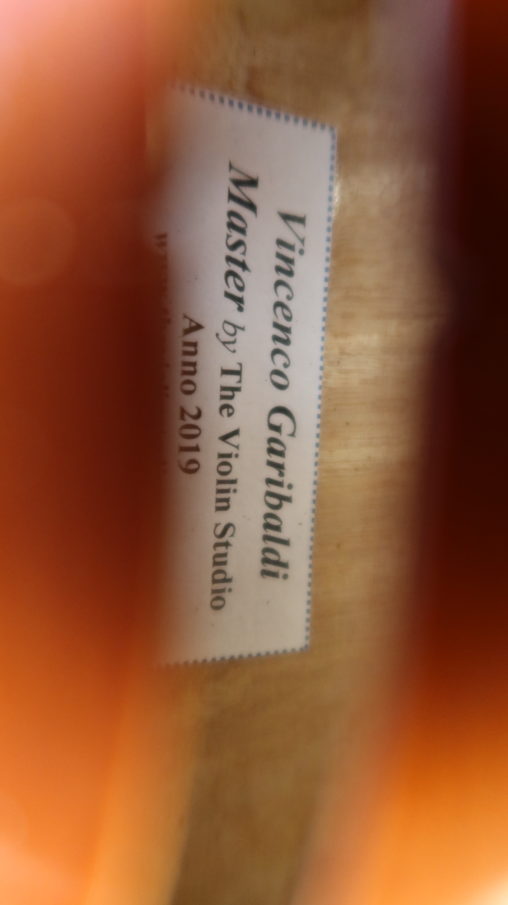 Vincenco Garibaldi
Master by The Violin Studio
Anno 2019